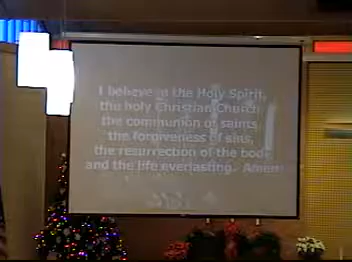 I believe in the Holy Spirit,
the holy Christian Church,
the communion of saints,
the forgiveness of sins,
the resurrection of the body,
and the life everlasting. Amen